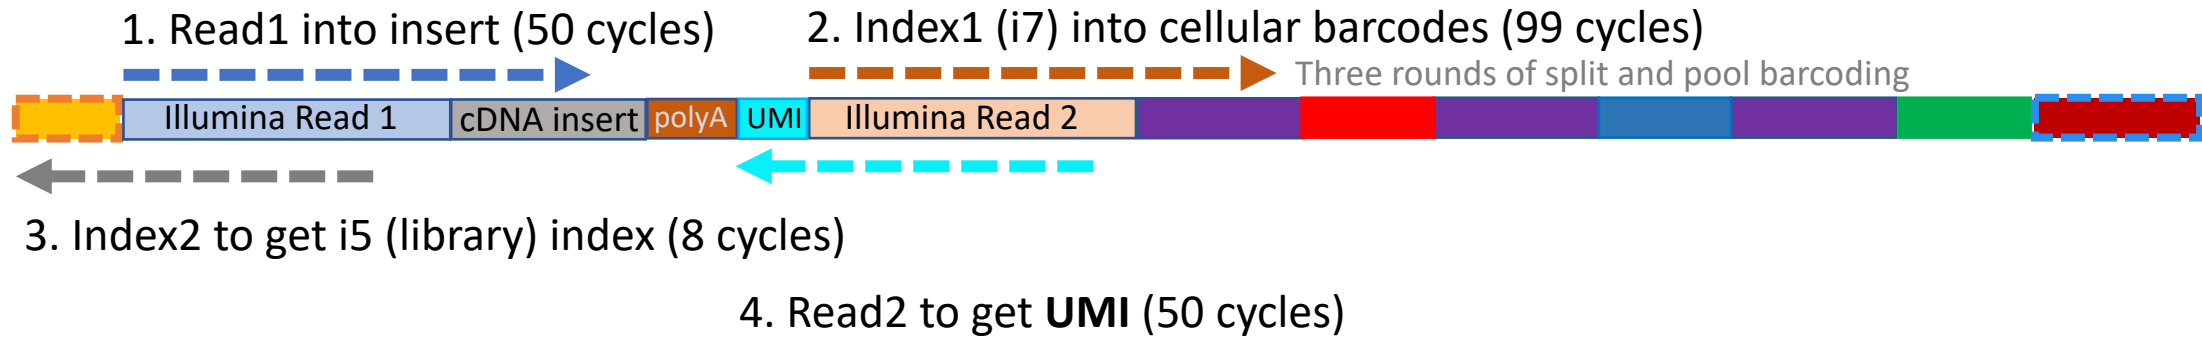 1. Read1 into insert (50 cycles)
2. Index1 (i7) into cellular barcodes (99 cycles)
Three rounds of split and pool barcoding
Illumina Read 1
cDNA insert
polyA
UMI
Illumina Read 2
3. Index2 to get i5 (library) index (8 cycles)
4. Read2 to get UMI (50 cycles)